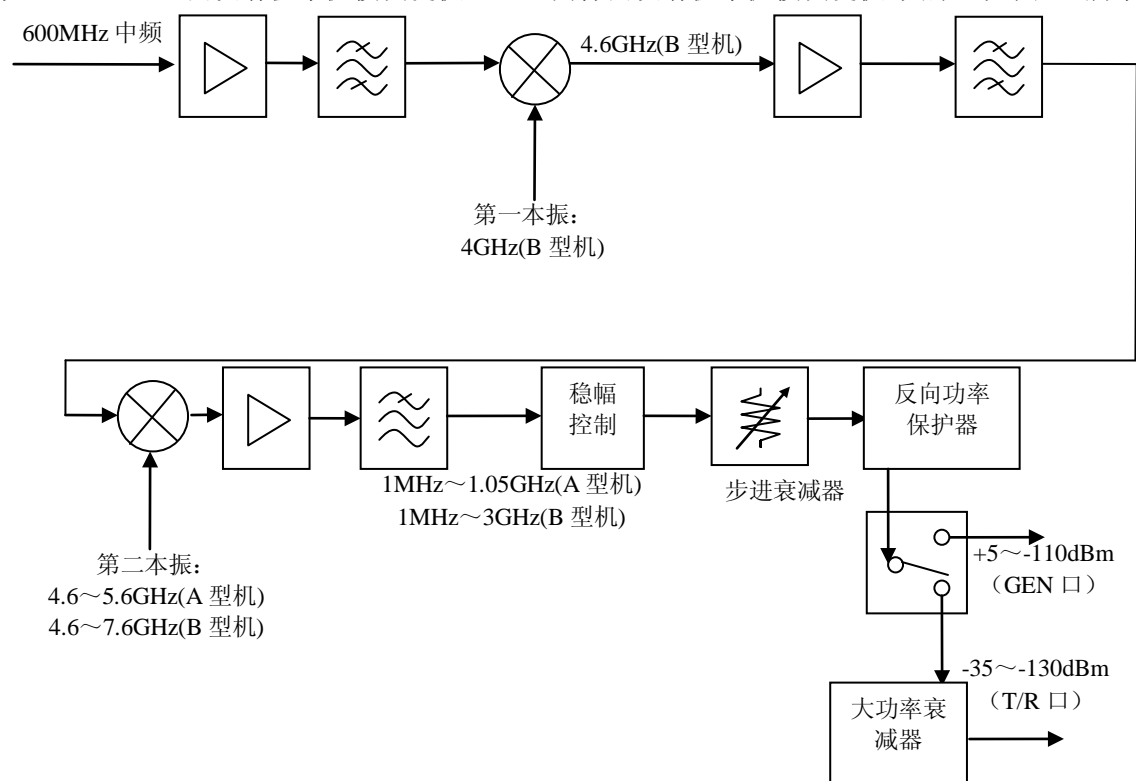 600MHz 中频
4.6GHz(B 型机)
第一本振:
4GHz(B 型机)
稳幅
控制
反向功率
保护器
步进衰减器
1MHz～1.05GHz(A 型机)
1MHz～3GHz(B 型机)
第二本振:
4.6～5.6GHz(A 型机)
4.6～7.6GHz(B 型机)
+5～-110dBm
（GEN 口）
-35～-130dBm
（T/R 口）
大功率衰
减器